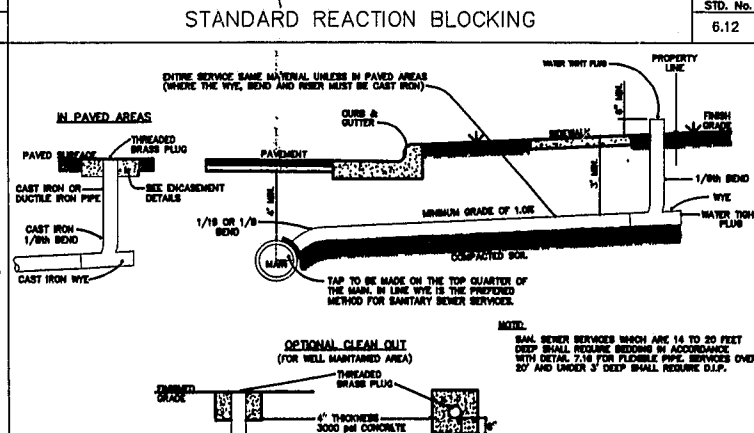 STANDARD REACTION BLOCKING
STD. No.
6.12
ENTIRE SERVICE SAME MATERIAL UNLESS IN PAVED AREAS
(WHERE THE WYE, BEND AND RISER MUST BE CAST IRON)
WATER TIGHT PLUG
PROPERTY
LINE
IN PAVED AREAS
THREADED
BRASS PLUG
CURB &
GUTTER
6" MIN.
FINISH
GRADE
PAVED SURFACE
PAVEMENT
SIDEWALK
CAST IRON OR
DUCTILE IRON PIPE
SEE ENCASEMENT
DETAILS
4' MIN.
3' MIN.
1/8th BEND
CAST IRON
1/8th BEND
1/16 OR 1/8
BEND
MINIMUM GRADE OF 1.0%
WYE
WATER TIGHT
PLUG
CAST IRON WYE
MAIN
COMPACTED SOIL
TAP TO BE MADE ON THE TOP QUARTER OF
THE MAIN. IN LINE WYE IS THE PREFERED
METHOD FOR SANITARY SEWER SERVICES.
NOTE:
SAN. SEWER SERVICES WHICH ARE 14 TO 20 FEET
DEEP SHALL REQUIRE BEDDING IN ACCORDANCE
WITH DETAIL 7.16 FOR FLEXIBLE PIPE. SERVICES OVER
20' AND UNDER 3' DEEP SHALL REQUIRE D.I.P.
OPTIONAL CLEAN OUT
(FOR WELL MAINTAINED AREA)
THREADED
BRASS PLUG
FINISHED
GRADE
4" THICKNESS
3000 psi CONCRETE
6"